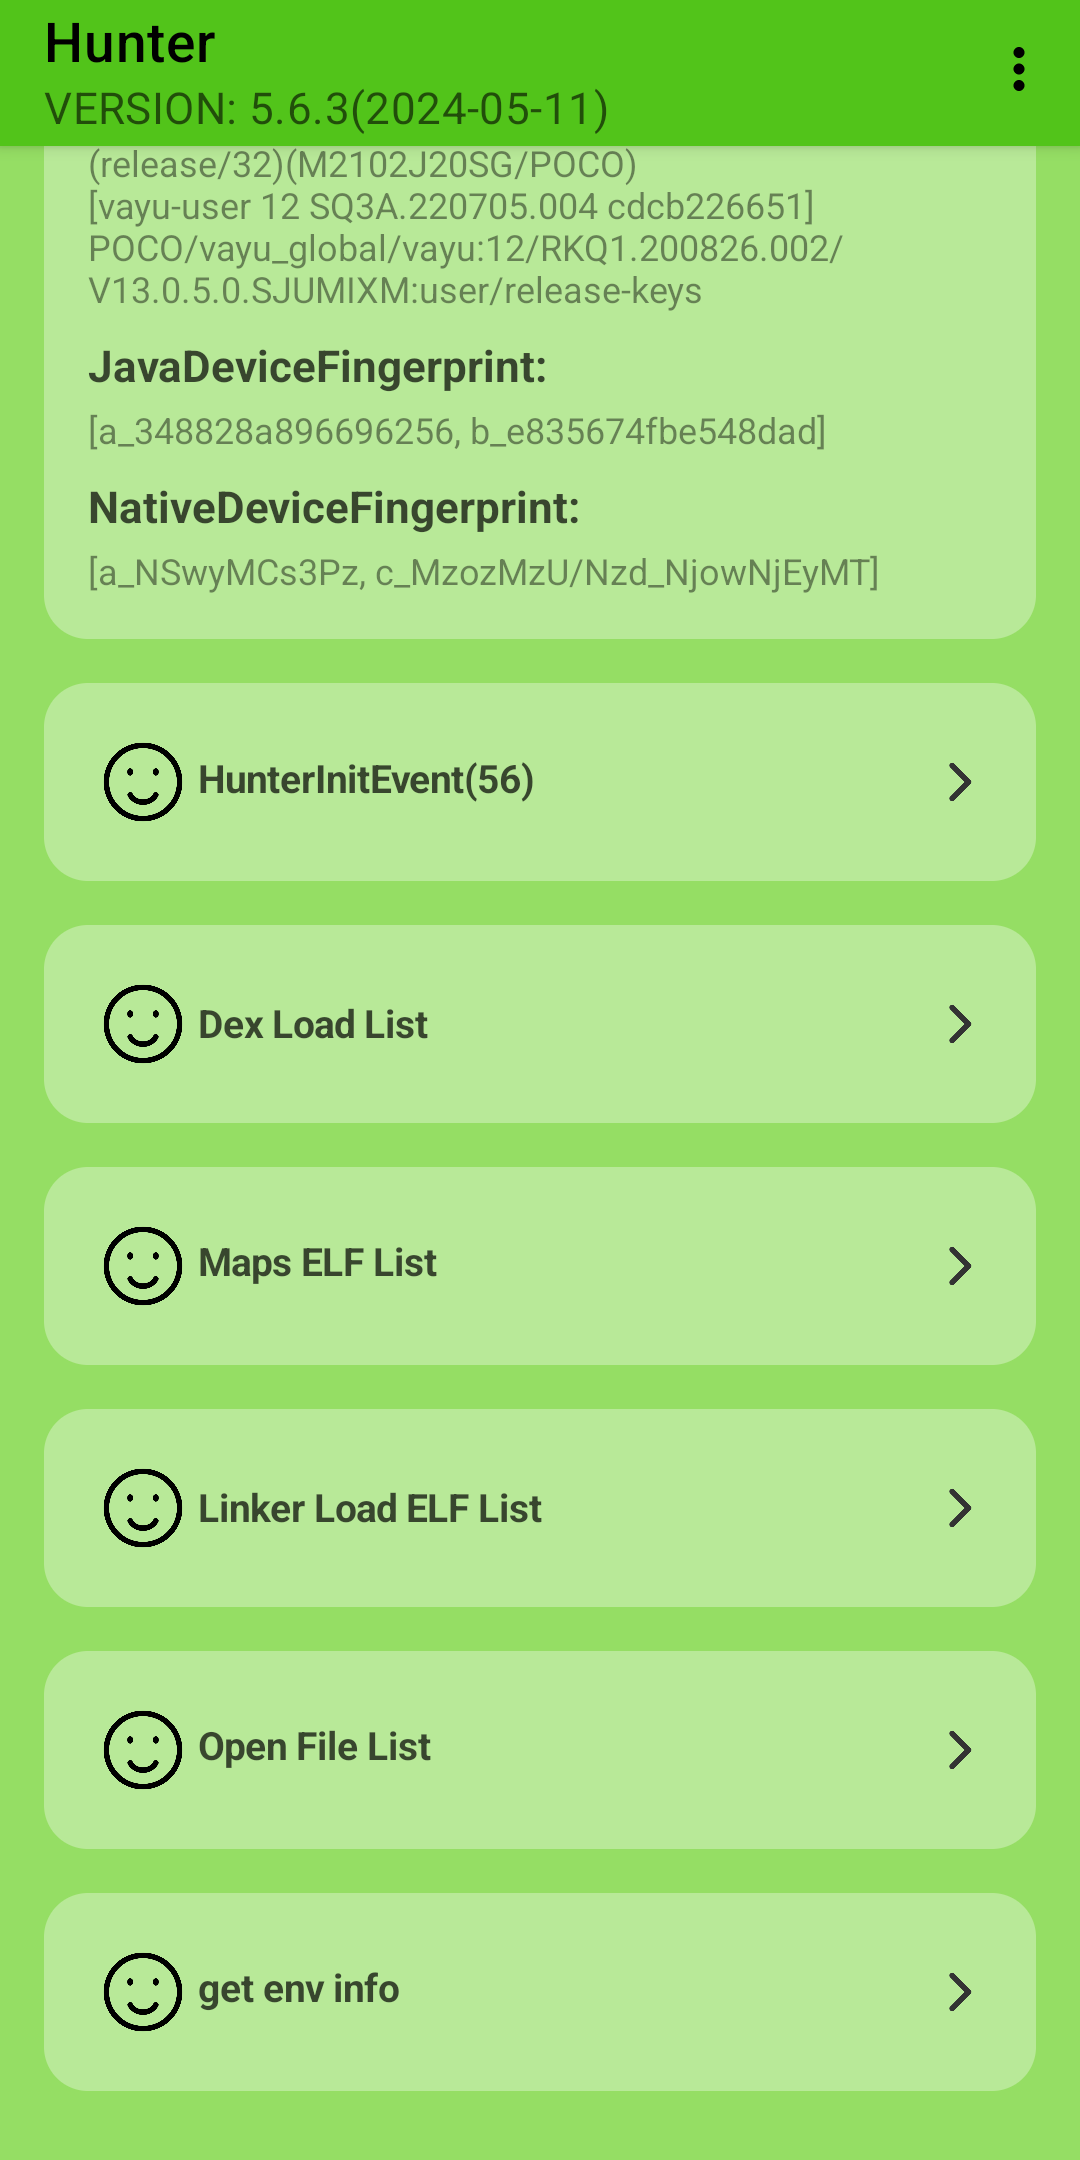 Hunter
VERSION: 5.6.3(2024-05-11)
(release/32)(M2102J20SG/POCO)
[vayu-user 12 SQ3A.220705.004 cdcb226651]
POCO/vayu_global/vayu:12/RKQ1.200826.002/
V13.0.5.0.SJUMIXM:user/release-keys
JavaDeviceFingerprint:
[a_348828a896696256, b_e835674fbe548dad]
NativeDeviceFingerprint:
[a_NSwyMCs3Pz, c_MzozMzU/Nzd_NjowNjEyMT]
HunterInitEvent(56)
Dex Load List
Maps ELF List
Linker Load ELF List
Open File List
get env info